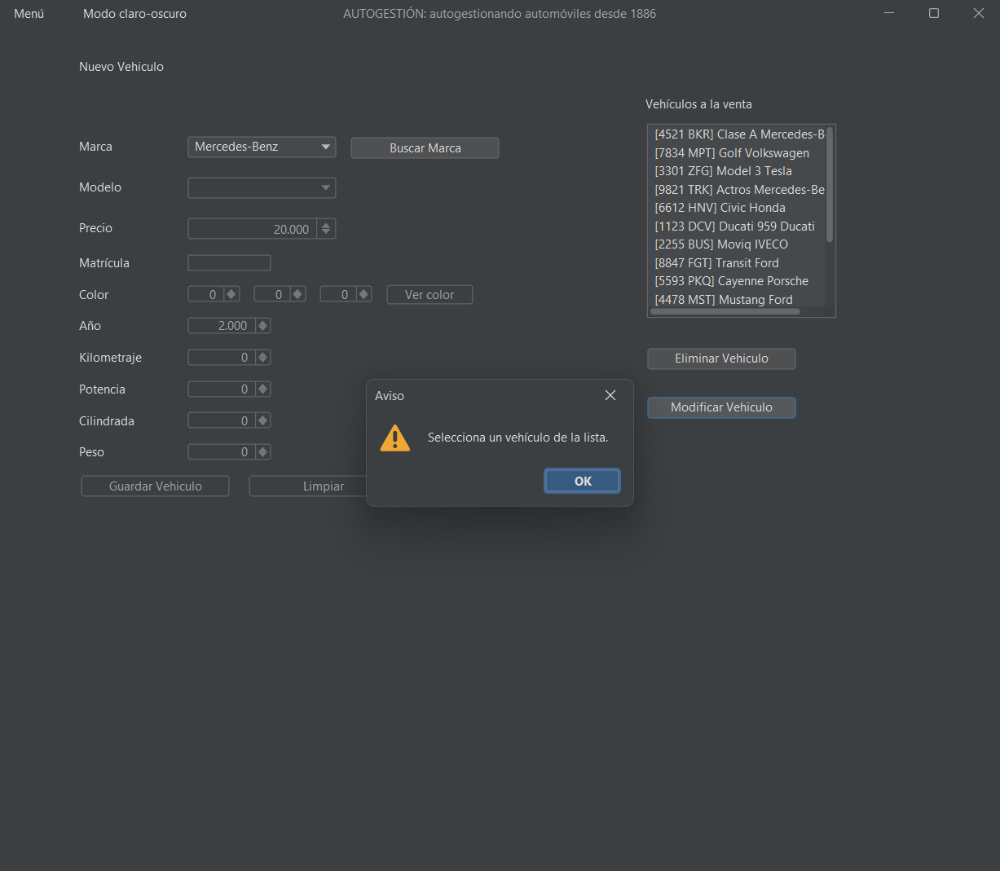 Menú
Modo claro-oscuro
AUTOGESTIÓN: autogestionando automóviles desde 1886
Nuevo Vehiculo
Vehículos a la venta
Marca
Mercedes-Benz
Buscar Marca
Modelo
Precio
20.000
Matrícula
Color
0
0
0
Ver color
Año
2.000
Kilometraje
0
Potencia
0
Cilindrada
0
Peso
0
Guardar Vehiculo
Limpiar
[4521 BKR] Clase A Mercedes-B
[7834 MPT] Golf Volkswagen
[3301 ZFG] Model 3 Tesla
[9821 TRK] Actros Mercedes-Be
[6612 HNV] Civic Honda
[1123 DCV] Ducati 959 Ducati
[2255 BUS] Moviq IVECO
[8847 FGT] Transit Ford
[5593 PKQ] Cayenne Porsche
[4478 MST] Mustang Ford
Eliminar Vehiculo
Modificar Vehiculo
Aviso
Selecciona un vehículo de la lista.
OK